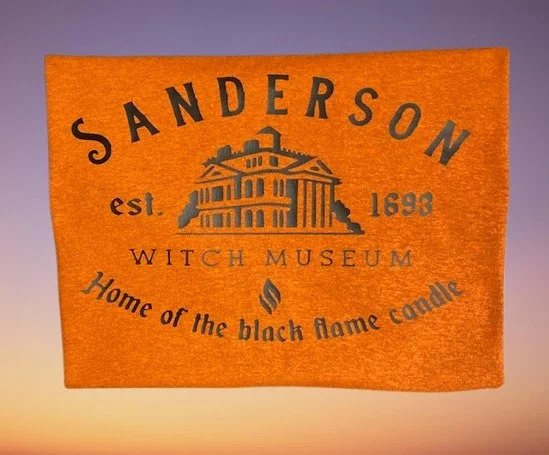 SANDERSON
est. 1693
WITCH MUSEUM
Home of the black flame candle